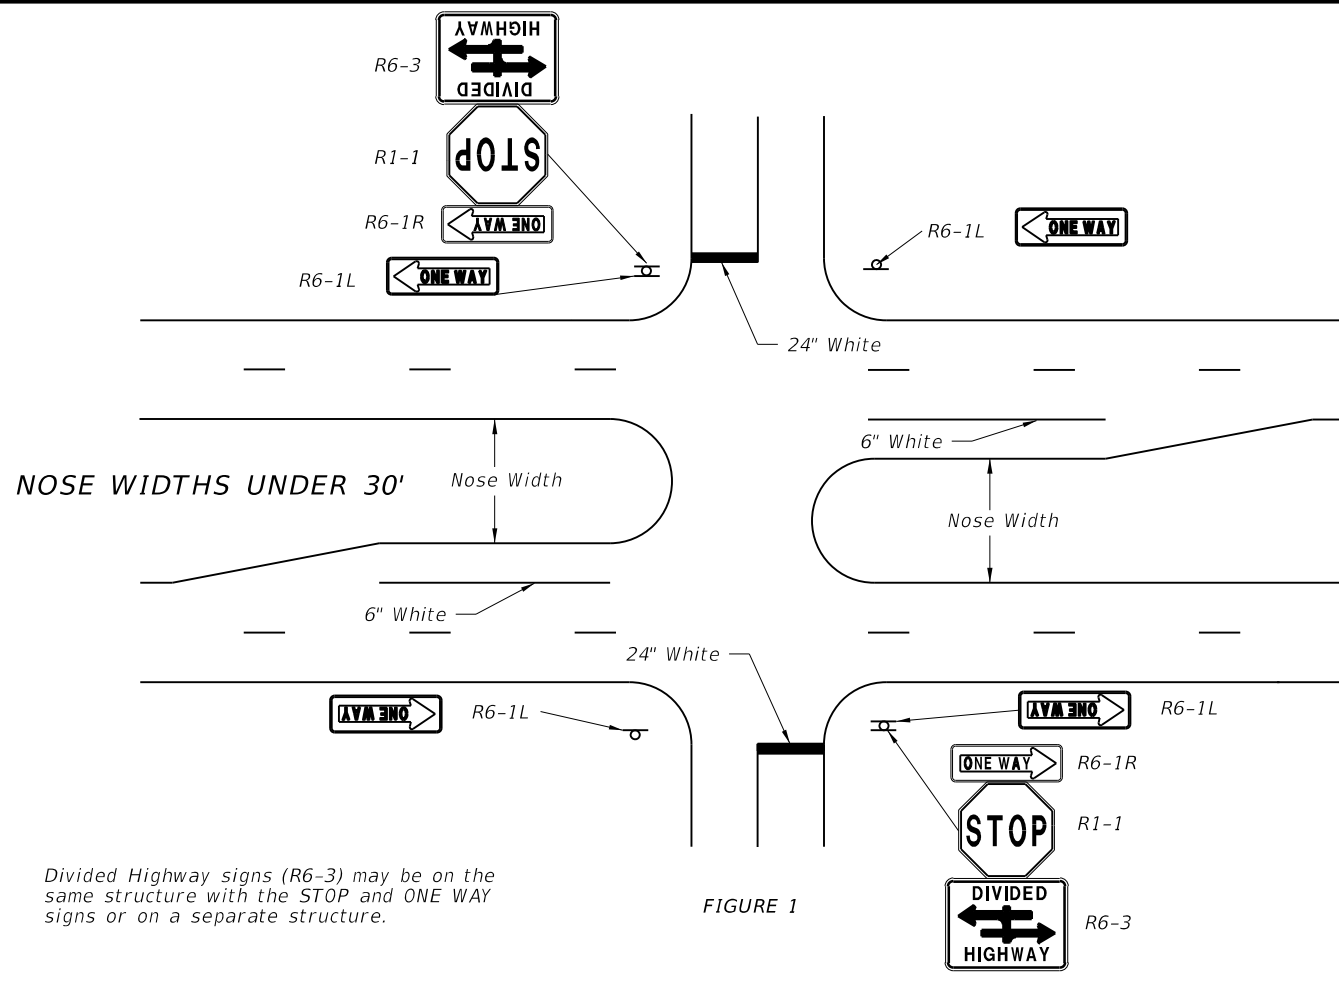 HIGHWAY
DIVIDED
R6-3
STOP
R1-1
ONE WAY
R6-1R
ONE WAY
R6-1L
R6-1L
ONE WAY
24" White
6" White
NOSE WIDTHS UNDER 30'
Nose Width
Nose Width
6" White
24" White
ONE WAY
R6-1L
ONE WAY
R6-1L
ONE WAY
R6-1R
STOP
R1-1
DIVIDED
HIGHWAY
R6-3
Divided Highway signs (R6-3) may be on the
same structure with the STOP and ONE WAY
signs or on a separate structure.
FIGURE 1